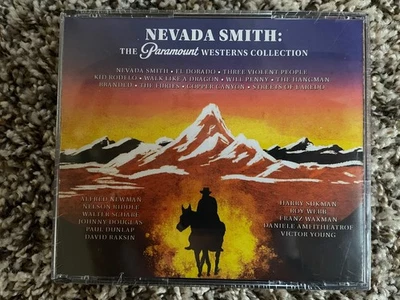 NEVADA SMITH:
THE Paramount WESTERNS COLLECTION
NEVADA SMITH • EL DORADO • THREE VIOLENT PEOPLE
KID RODELO • WALK LIKE A DRAGON • WILL PENNY • THE HANGMAN
BRANDED • THE FURIES • COPPER CANYON • STREETS OF LAREDO
ALFRED NEWMAN
NELSON RIDDLE
WALTER SCHARF
JOHNNY DOUGLAS
PAUL DUNLAP
DAVID RAKSIN
HARRY SUKMAN
ROY WEBB
FRANZ WAXMAN
DANIELE AMFITHEATROF
VICTOR YOUNG